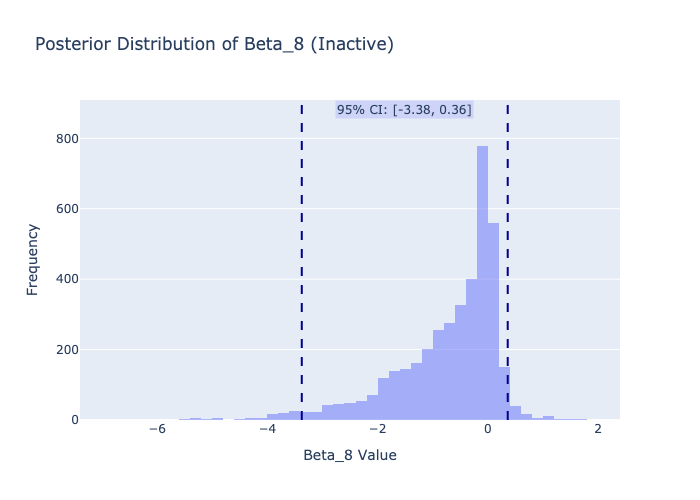 Posterior Distribution of Beta_8 (Inactive)
95% CI: [-3.38, 0.36]
800
600
400
200
0
Frequency
−6 −4 −2 0 2
Beta_8 Value